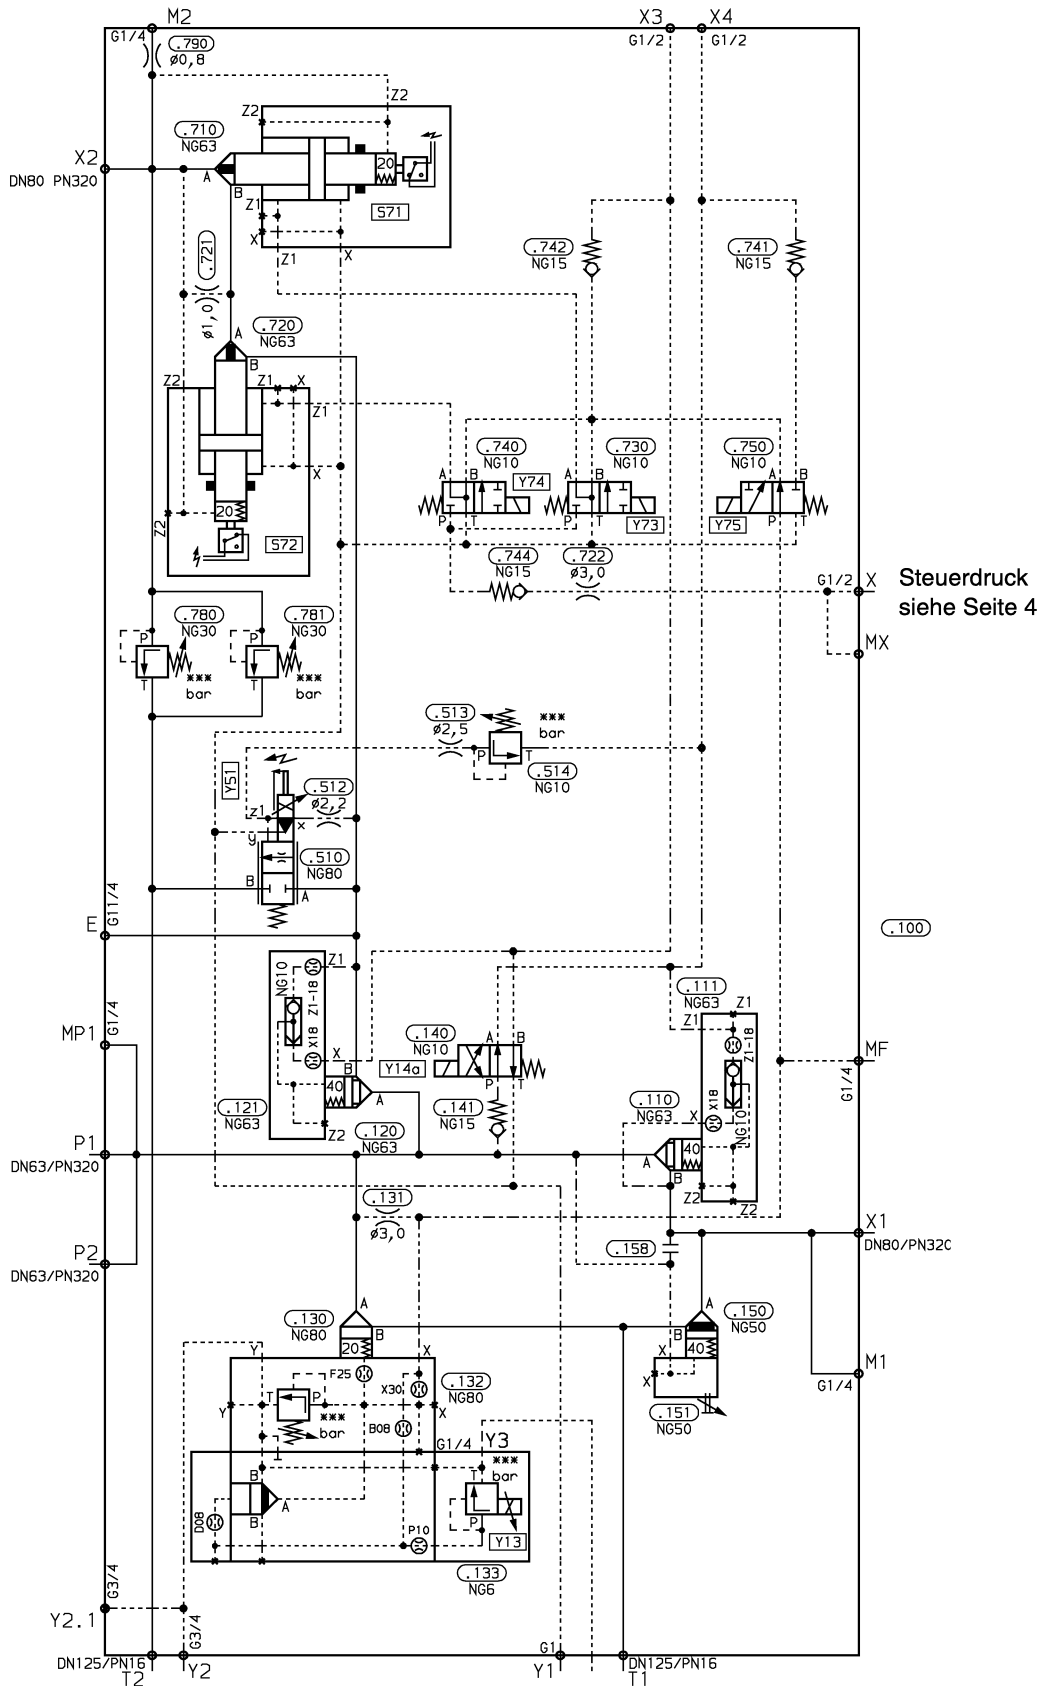 M2
X3
X4
G1/4
.790
ø0,8
G1/2
G1/2
Z2
Z2
.710
NG63
X2
DN80 PN320
A
B
20
S71
Z1
X
Z1
X
.721
ø1,0
.742
NG15
.741
NG15
A
.720
NG63
B
Z2
Z1
X
Z1
X
20
Z2
S72
.740
NG10
.730
NG10
.750
NG10
A
B
Y74
A
B
A
B
P
T
P
T
Y73
Y75
P
T
.744
NG15
.722
ø3,0
G1/2
X
Steuerdruck
siehe Seite 4
MX
.780
NG30
.781
NG30
P
P
T
T
***
bar
***
bar
.513
ø2,5
***
bar
P
T
.514
NG10
Y51
.512
ø2,2
z1
x
y
.510
NG80
B
A
G11/4
E
.100
NG10
Z1
Z1-18
X18
X
.111
NG63
Z1
Z1
Z1-18
G1/4
MP1
.140
NG10
A
B
Y14a
P
T
MF
G1/4
B
40
A
.121
NG63
.120
NG63
Z2
.141
NG15
.110
NG63
X
X18
NG10
P1
DN63/PN320
A
40
B
Z2
Z2
.131
ø3,0
X1
DN80/PN32C
.158
P2
DN63/PN320
A
.130
NG80
B
20
A
.150
NG50
B
40
X
X
M1
G1/4
.151
NG50
Y
F25
X
X30
.132
NG80
T
P
Y
X
***
bar
B08
G1/4
Y3
***
bar
B
A
B
D08
T
P
P10
Y13
.133
NG6
G3/4
Y2.1
G3/4
DN125/PN16
T2
Y2
G1
Y1
DN125/PN16
T1